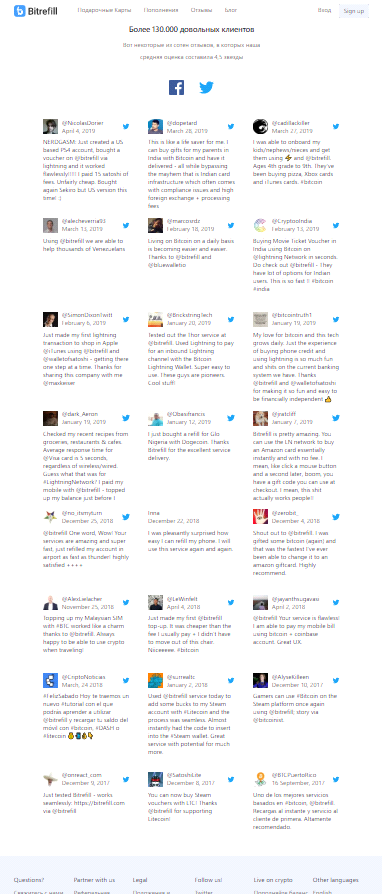 Bitrefill
Подарочные Карты
Пополнения
Отзывы
Блог
Вход
Sign up
Более 130.000 довольных клиентов
Вот некоторые из сотен отзывов, в которых наша
средняя оценка составила 4,5 звезды
@NicolasDorier
April 4, 2019
NERDGASM: Just created a US
based PS4 account, bought a
voucher on @bitrefill via
lightning and it worked
flawlessly!!!! I paid 15 satoshi of
fees. Unfairly cheap. Bought
again Sekiro but US version this
time! :)
@dopetard
March 28, 2019
This is like a life saver for me. I
can buy gifts for my parents in
India with Bitcoin and have it
delivered - all while bypassing
the mayhem that is Indian card
infrastructure which often comes
with compliance issues and high
foreign exchange + processing
fees
@cadillackiller
March 27, 2019
I was able to onboard my
kids/nephews/nieces and get
them using ⚡ and @bitrefill.
Ages 4th grade to 9th. They've
been buying pizza, Xbox cards
and iTunes cards. #bitcoin
@alecheverria93
March 13, 2019
Using @bitrefill we are able to
help thousands of Venezuelans
@marcosrdz
February 18, 2019
Living on Bitcoin on a daily basis
is becoming easier and easier.
Thanks to @bitrefill and
@bluewalletio
@CryptooIndia
February 13, 2019
Buying Movie Ticket Voucher in
India Using Bitcoin on
@lightning Network in seconds.
Do check out @bitrefill - They
have lot of options for Indian
users. This is so fast !! #bitcoin
#india
@SimonDixonTwitt
February 6, 2019
Just made my first lightning
transaction to shop in Apple
@iTunes using @bitrefill and
@walletofsatoshi - getting there
one step at a time. Thanks for
sharing this company with me
@maxkeiser
@BrickstringTech
January 20, 2019
Tested out the Thor service at
@bitrefill. Used Lightning to pay
for an inbound Lightning
channel with the Bitcoin
Lightning Wallet. Super easy to
use. These guys are pioneers.
Cool stuff!
@bitcointruth1
January 19, 2019
My love for bitcoin and this tech
grows daily. Just the experience
of buying phone credit and
using lightning is so much fun
and shits on the current banking
system we have. Thanks
@bitrefill and @walletofsatoshi
for making it so fun and easy to
be financially independent 👍
@dark_Aeron
January 19, 2019
Checked my recent recipes from
groceries, restaurants & cafes.
Average response time for
@Visa card is 5 seconds,
regardless of wireless/wired.
Guess what that was for
#LightningNetwork? I paid my
mobile with @bitrefill - topped
up my balance just before I
@Obasifrancis
January 12, 2019
I just bought a refill for Glo
Nigeria with Dogecoin. Thanks
Bitrefill for the excellent service
delivery
@yatcliff
January 7, 2019
Bitrefill is pretty amazing. You
can use the LN network to buy
an Amazon card essentially
instantly and with no fee. I
mean, like click a mouse button
and a second later, boom, you
have a gift code you can use at
checkout. I mean, this shit
actually works people!!
@no_itsmyturn
December 25, 2018
@bitrefill One word, Wow! Your
services are amazing and super
fast, just refilled my account in
airport as fast as thunder! highly
satisfied ++++
Inna
December 22, 2018
I was pleasantly surprised how
easy I can refill my phone. I will
use this service again and again.
@zerobit_
December 4, 2018
Shout out to @bitrefill. I was
gifted some bitcoin (again) and
that was the fastest I've ever
been able to change it to an
amazon giftcard. Highly
recommend.
@AlexLielacher
November 25, 2018
Topping up my Malaysian SIM
with #BTC worked like a charm
thanks to @bitrefill. Always
happy to be able to use crypto
when traveling!
@LeWinfelt
April 4, 2018
Just made my first @bitrefill
top-up. It was cheaper than the
fee I usually pay + I didn't have
to move out of this chair.
Niceeeeee. #bitcoin
@jayanthsugavasi
April 2, 2018
@bitrefill Your service is flawless!
I am able to pay my mobile bill
using bitcoin + coinbase
account. Great UX.
@CriptoNoticias
March, 24 2018
#FelizSabado Hoy te traemos un
nuevo #tutorial con el que
podrás aprender a utilizar
@bitrefill y recargar tu saldo del
móvil con #bitcoin, #DASH o
#litecoin
@surrealtc
January 2, 2018
Used @bitrefill service today to
add some bucks to my Steam
account with #Litecoin and the
process was seamless. Almost
instantly had the code to insert
into the #Steam wallet. Great
service with potential for much
more.
@AlyseKilleen
December 10, 2017
Gamers can use #Bitcoin on the
Steam platform once again
using @bitrefill; story via
@bitcoinist.
@omead_com
December 9, 2017
Just tested Bitrefill - works
seamlessly: https://bitrefill.com
via @bitrefill
@SatoshiLite
December 8, 2017
You can now buy Steam
vouchers with LTC! Thanks
@bitrefill for supporting
Litecoin!
@BTCPuertoRico
16 September, 2017
Uno de los mejores servicios
basados en #bitcoin, @bitrefill.
Recargas al instante y servicio al
cliente de primera. Altamente
recomendado
Questions?
Partner with us
Legal
Follow us!
Live on crypto
Other languages
Свяжитесь с нами
Реферальная
Положения и
Twitter
Пополняйте баланс
English